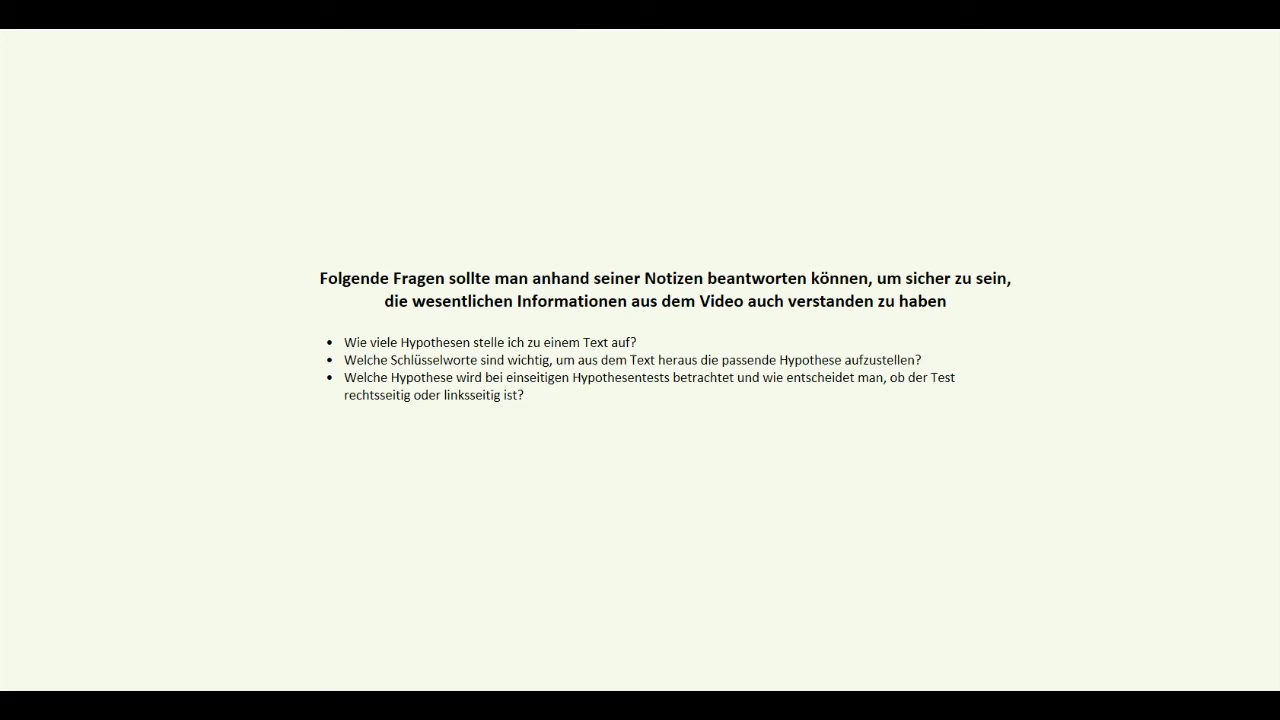 Folgende Fragen sollte man anhand seiner Notizen beantworten können, um sicher zu sein,
die wesentlichen Informationen aus dem Video auch verstanden zu haben
• Wie viele Hypothesen stelle ich zu einem Text auf?
• Welche Schlüsselworte sind wichtig, um aus dem Text heraus die passende Hypothese aufzustellen?
• Welche Hypothese wird bei einseitigen Hypothesentests betrachtet und wie entscheidet man, ob der Test
rechtsseitig oder linksseitig ist?